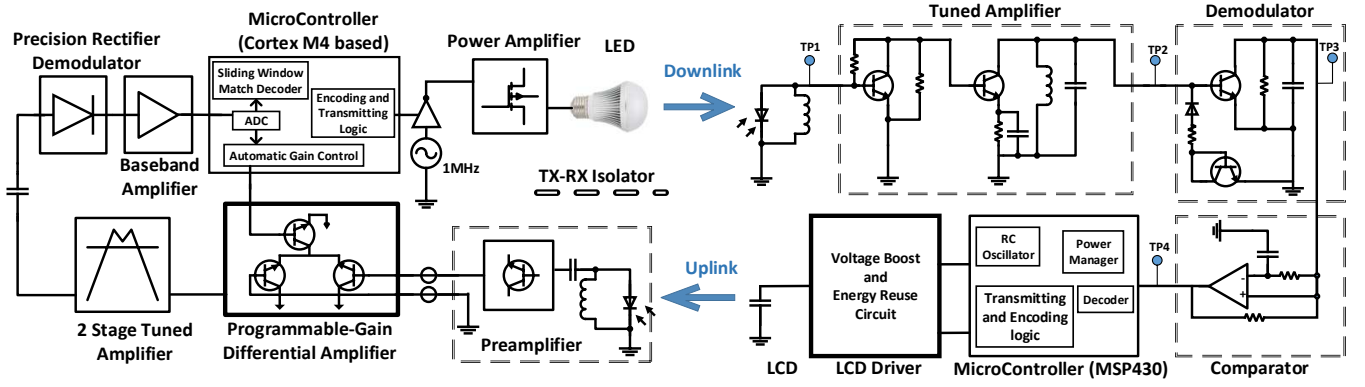 Precision Rectifier
Demodulator
MicroController
(Cortex M4 based)
Sliding Window
Match Decoder
ADC
Automatic Gain Control
Encoding and
Transmitting
Logic
Baseband
Amplifier
Power Amplifier
LED
1MHz
TX-RX Isolator
Downlink
Tuned Amplifier
Demodulator
TP1
TP2
TP3
2 Stage Tuned
Amplifier
Programmable-Gain
Differential Amplifier
Preamplifier
Uplink
LCD
Voltage Boost
and
Energy Reuse
Circuit
LCD Driver
RC
Oscillator
Power
Manager
Transmitting
and Encoding
logic
Decoder
MicroController (MSP430)
TP4
-
+
Comparator